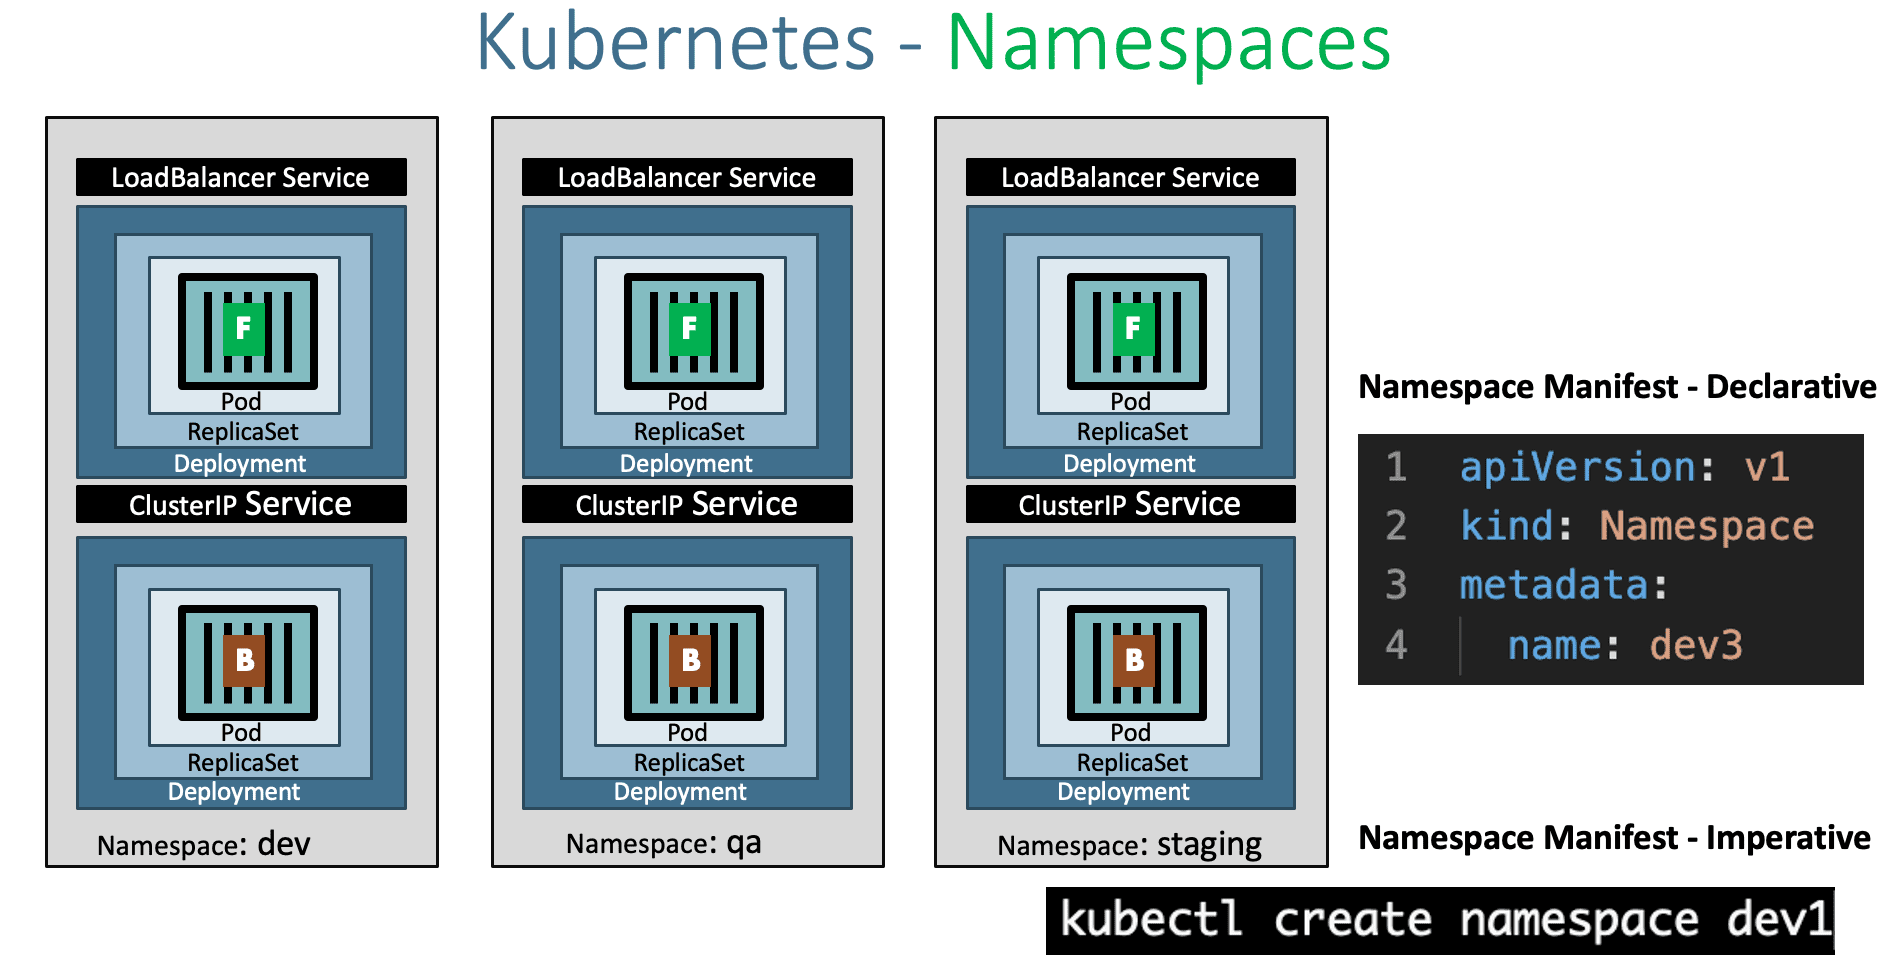 Kubernetes - Namespaces
LoadBalancer Service
F
Pod
ReplicaSet
Deployment
ClusterIP Service
B
Pod
ReplicaSet
Deployment
Namespace: dev
LoadBalancer Service
F
Pod
ReplicaSet
Deployment
ClusterIP Service
B
Pod
ReplicaSet
Deployment
Namespace: qa
LoadBalancer Service
F
Pod
ReplicaSet
Deployment
ClusterIP Service
B
Pod
ReplicaSet
Deployment
Namespace: staging
Namespace Manifest - Declarative
1 apiVersion: v1
2 kind: Namespace
3 metadata:
4 name: dev3
Namespace Manifest - Imperative
kubectl create namespace dev1